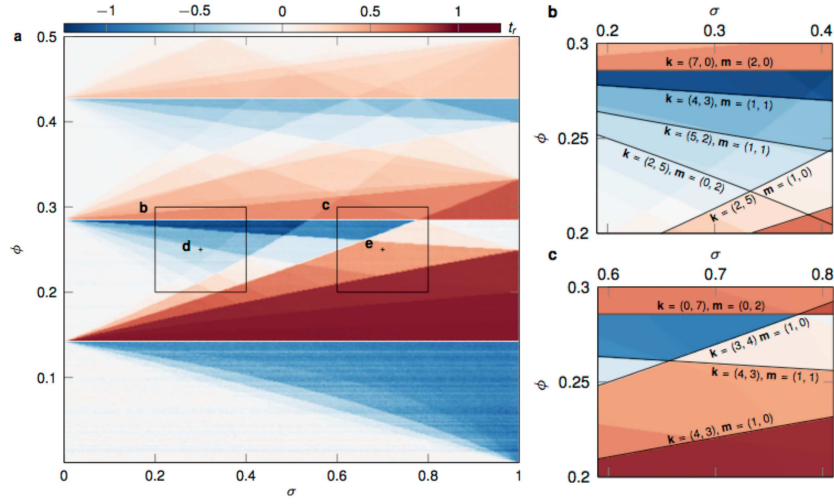 −1 −0.5 0 0.5 1 t_r
a
0.5
0.4
0.3
0.2
0.1
ϕ
b
c
d
e
0 0.2 0.4 0.6 0.8 1
σ
b
σ
0.2 0.3 0.4
0.3
0.25
0.2
ϕ
k = (7, 0), m = (2, 0)
k = (4, 3), m = (1, 1)
k = (5, 2), m = (1, 1)
k = (2, 5), m = (0, 2)
k = (2, 5) m = (1, 0)
c
σ
0.6 0.7 0.8
0.3
0.25
0.2
ϕ
k = (0, 7), m = (0, 2)
k = (3, 4) m = (1, 0)
k = (4, 3), m = (1, 1)
k = (4, 3), m = (1, 0)